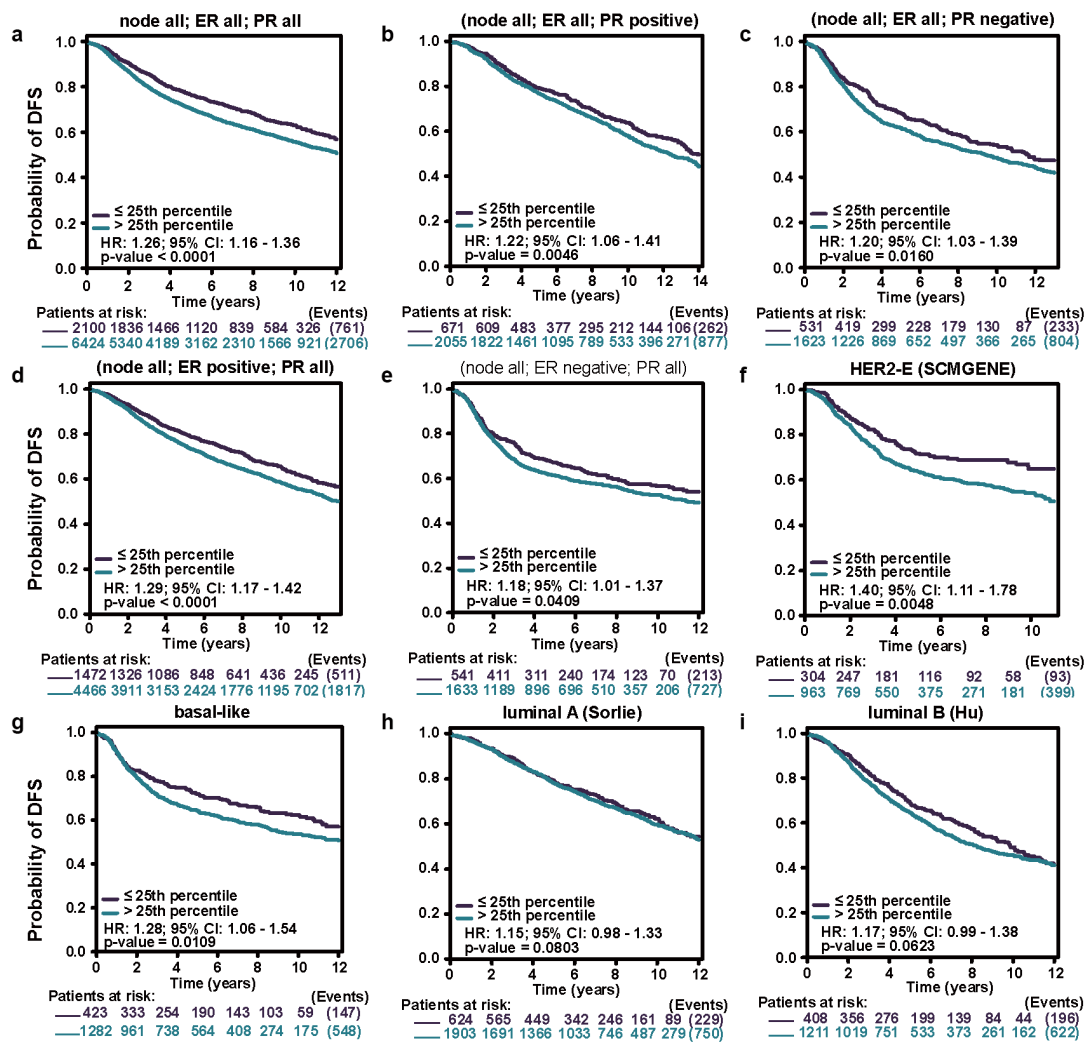 a
node all; ER all; PR all
Probability of DFS
1.0
0.8
0.6
0.4
0.2
0.0
≤ 25th percentile
> 25th percentile
HR: 1.26; 95% CI: 1.16 - 1.36
p-value < 0.0001
0 2 4 6 8 10 12
Time (years)
Patients at risk: (Events)
2100 1836 1466 1120 839 584 326 (761)
6424 5340 4189 3162 2310 1566 921 (2706)
b
(node all; ER all; PR positive)
1.0
0.8
0.6
0.4
0.2
0.0
≤ 25th percentile
> 25th percentile
HR: 1.22; 95% CI: 1.06 - 1.41
p-value = 0.0046
0 2 4 6 8 10 12 14
Time (years)
Patients at risk: (Events)
671 609 483 377 295 212 144 106 (262)
2055 1822 1461 1095 789 533 396 271 (877)
c
(node all; ER all; PR negative)
1.0
0.8
0.6
0.4
0.2
0.0
≤ 25th percentile
> 25th percentile
HR: 1.20; 95% CI: 1.03 - 1.39
p-value = 0.0160
0 2 4 6 8 10 12
Time (years)
Patients at risk: (Events)
531 419 299 228 179 130 87 (233)
1623 1226 869 652 497 366 265 (804)
d
(node all; ER positive; PR all)
Probability of DFS
1.0
0.8
0.6
0.4
0.2
0.0
≤ 25th percentile
> 25th percentile
HR: 1.29; 95% CI: 1.17 - 1.42
p-value < 0.0001
0 2 4 6 8 10 12
Time (years)
Patients at risk: (Events)
1472 1326 1086 848 641 436 245 (511)
4466 3911 3153 2424 1776 1195 702 (1817)
e
(node all; ER negative; PR all)
1.0
0.8
0.6
0.4
0.2
0.0
≤ 25th percentile
> 25th percentile
HR: 1.18; 95% CI: 1.01 - 1.37
p-value = 0.0409
0 2 4 6 8 10 12
Time (years)
Patients at risk: (Events)
541 411 311 240 174 123 70 (213)
1633 1189 896 696 510 357 206 (727)
f
HER2-E (SCMGENE)
1.0
0.8
0.6
0.4
0.2
0.0
≤ 25th percentile
> 25th percentile
HR: 1.40; 95% CI: 1.11 - 1.78
p-value = 0.0048
0 2 4 6 8 10
Time (years)
Patients at risk: (Events)
304 247 181 116 92 58 (93)
963 769 550 375 271 181 (399)
g
basal-like
Probability of DFS
1.0
0.8
0.6
0.4
0.2
0.0
≤ 25th percentile
> 25th percentile
HR: 1.28; 95% CI: 1.06 - 1.54
p-value = 0.0109
0 2 4 6 8 10 12
Time (years)
Patients at risk: (Events)
423 333 254 190 143 103 59 (147)
1282 961 738 564 408 274 175 (548)
h
luminal A (Sorlie)
1.0
0.8
0.6
0.4
0.2
0.0
≤ 25th percentile
> 25th percentile
HR: 1.15; 95% CI: 0.98 - 1.33
p-value = 0.0803
0 2 4 6 8 10 12
Time (years)
Patients at risk: (Events)
624 565 449 342 246 161 89 (229)
1903 1691 1366 1033 746 487 279 (750)
i
luminal B (Hu)
1.0
0.8
0.6
0.4
0.2
0.0
≤ 25th percentile
> 25th percentile
HR: 1.17; 95% CI: 0.99 - 1.38
p-value = 0.0623
0 2 4 6 8 10 12
Time (years)
Patients at risk: (Events)
408 356 276 199 139 84 44 (196)
1211 1019 751 533 373 261 162 (622)